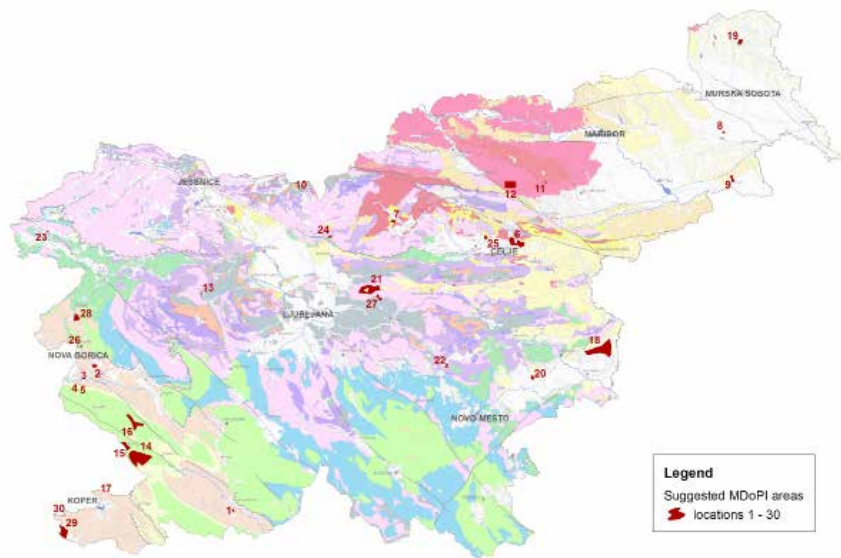 19
MURSKA SOBOTA
8
MARIBOR
9
10
JESENICE
12
11
7
24
6
25
CELJE
23
13
21
27
LJUBLJANA
28
26
18
NOVA GORICA
22
3
2
20
4
5
NOVO MESTO
16
15
14
17
KOPER
30
29
1
Legend
Suggested MDoPI areas
locations 1 - 30